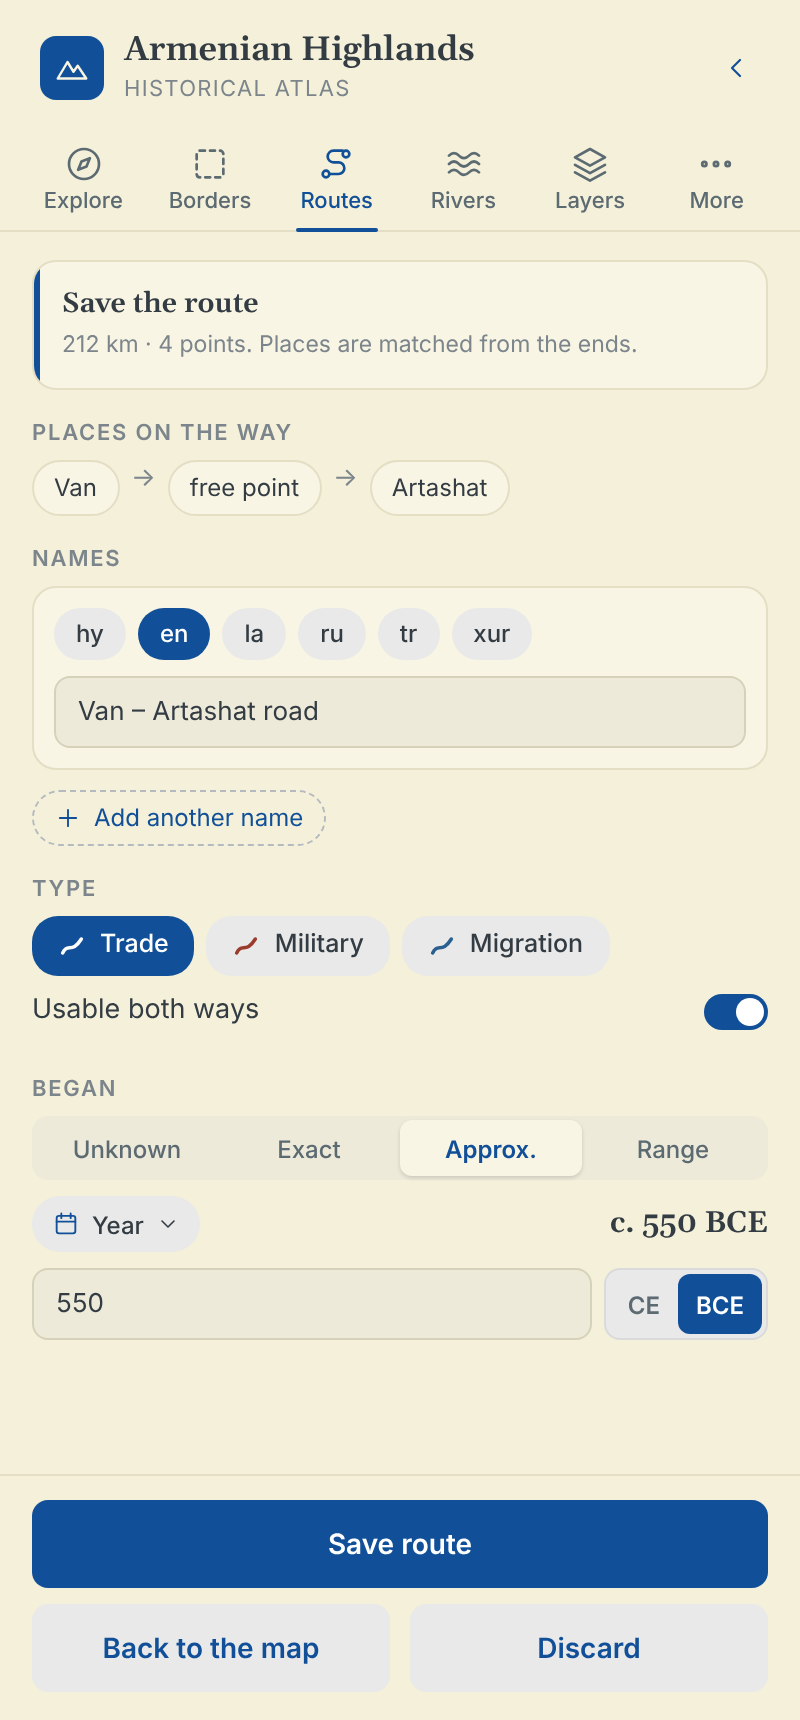 Armenian Highlands
HISTORICAL ATLAS
Explore Borders Routes Rivers Layers More
Save the route
212 km · 4 points. Places are matched from the ends.
PLACES ON THE WAY
Van → free point → Artashat
NAMES
hy en la ru tr xur
Van – Artashat road
+ Add another name
TYPE
Trade Military Migration
Usable both ways
BEGAN
Unknown Exact Approx. Range
Year c. 550 BCE
550 CE BCE
Save route
Back to the map Discard